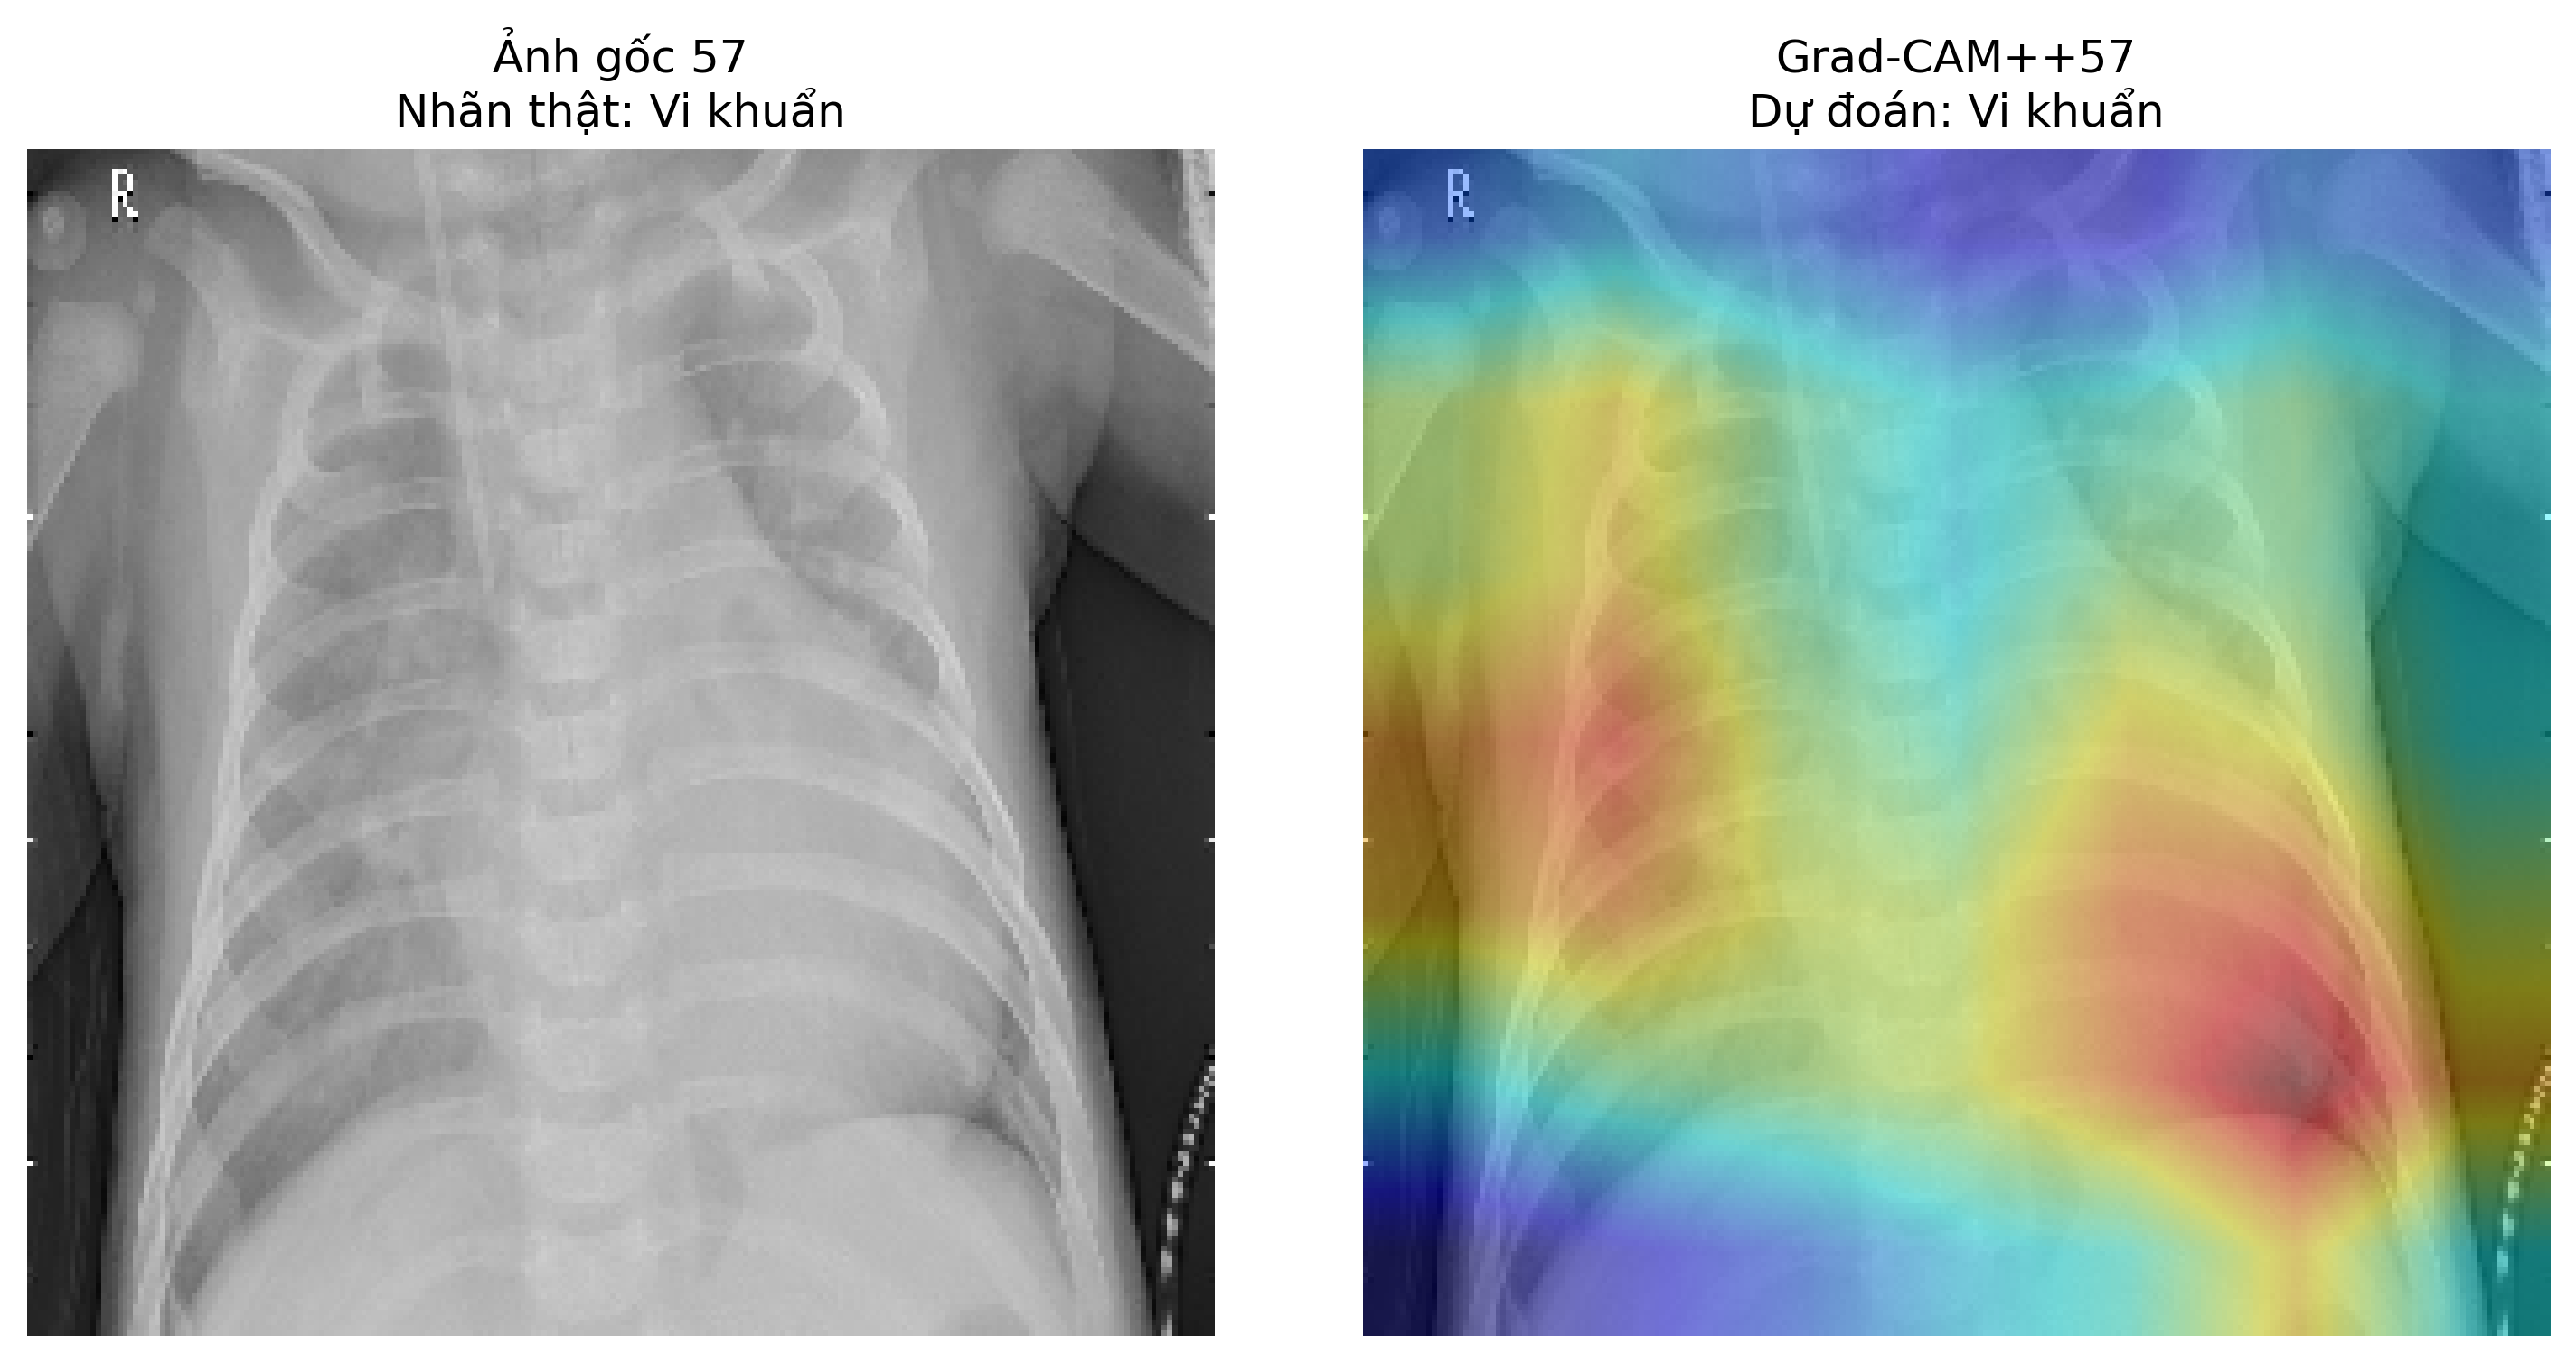 Ảnh gốc 57
Nhãn thật: Vi khuẩn
R
Grad-CAM++57
Dự đoán: Vi khuẩn
R